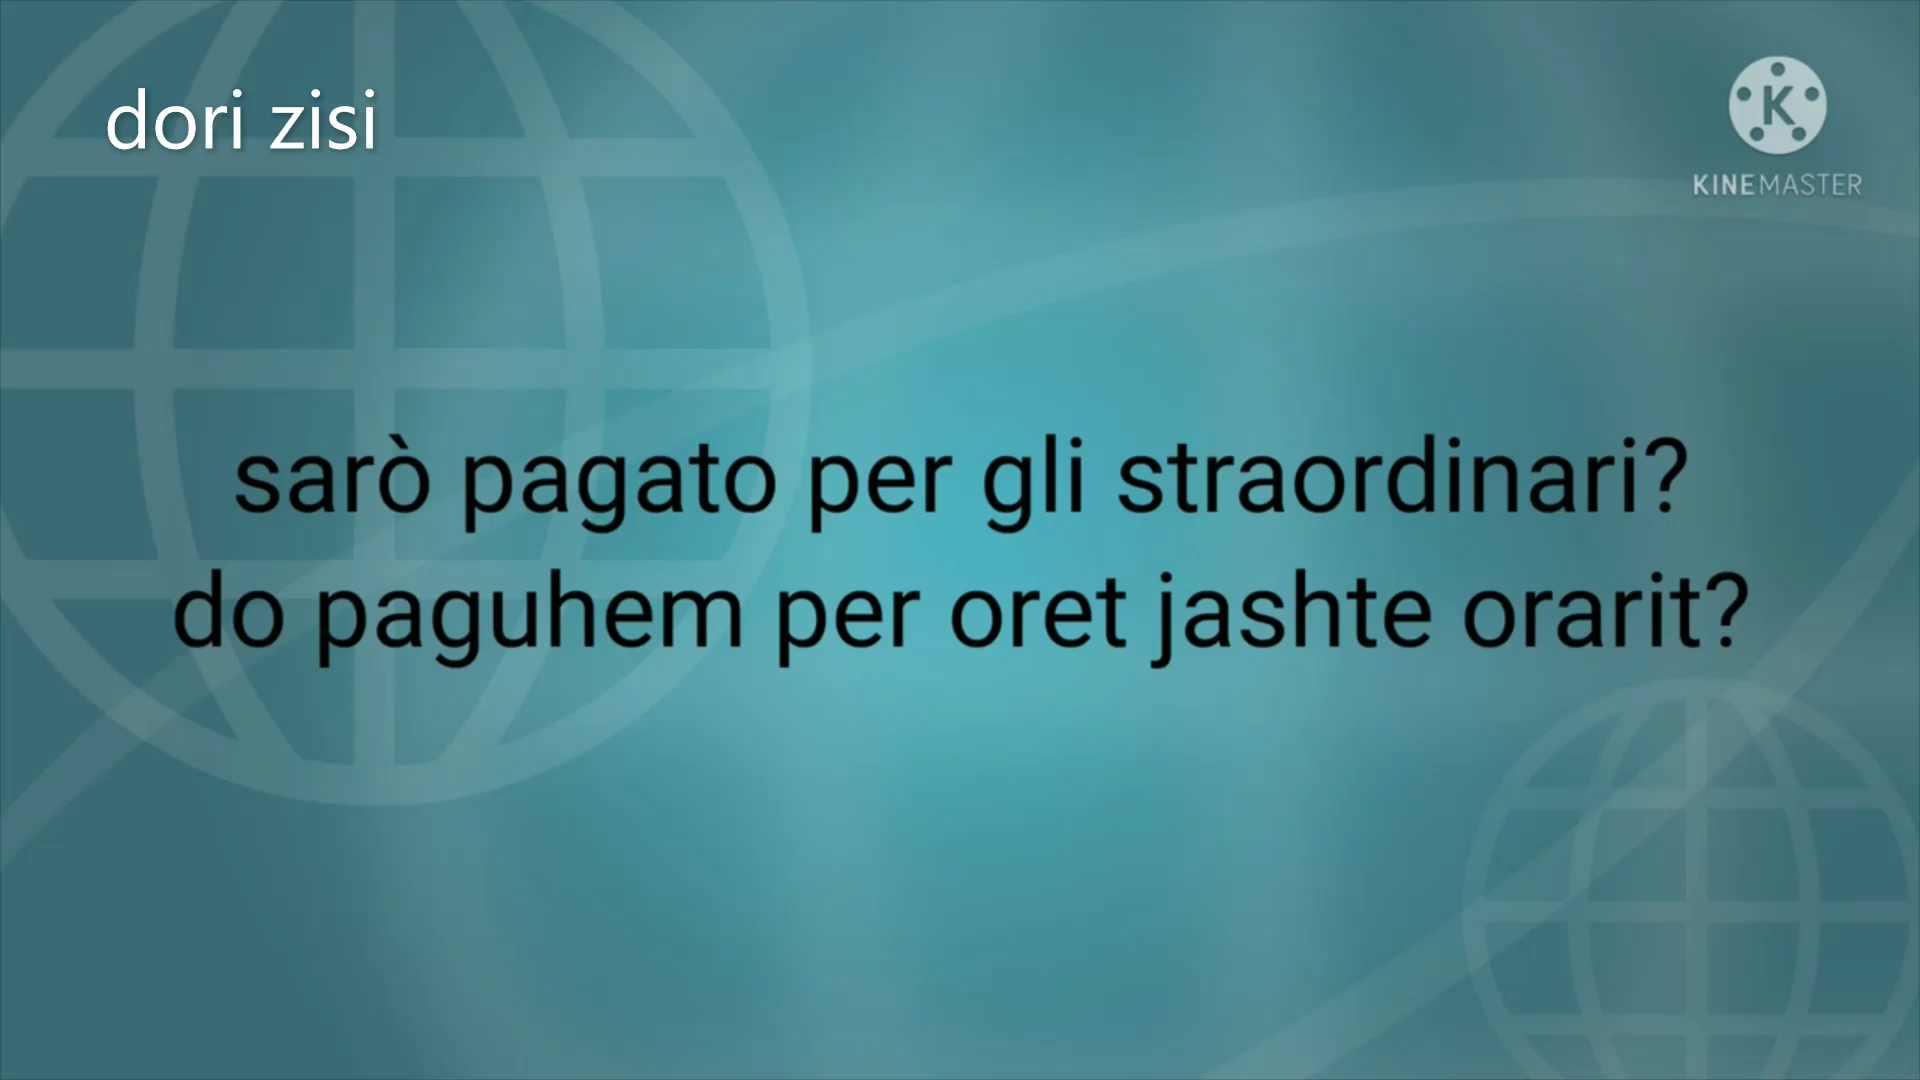 dori zisi
K
KINEMASTER
sarò pagato per gli straordinari?
do paguhem per oret jashte orarit?